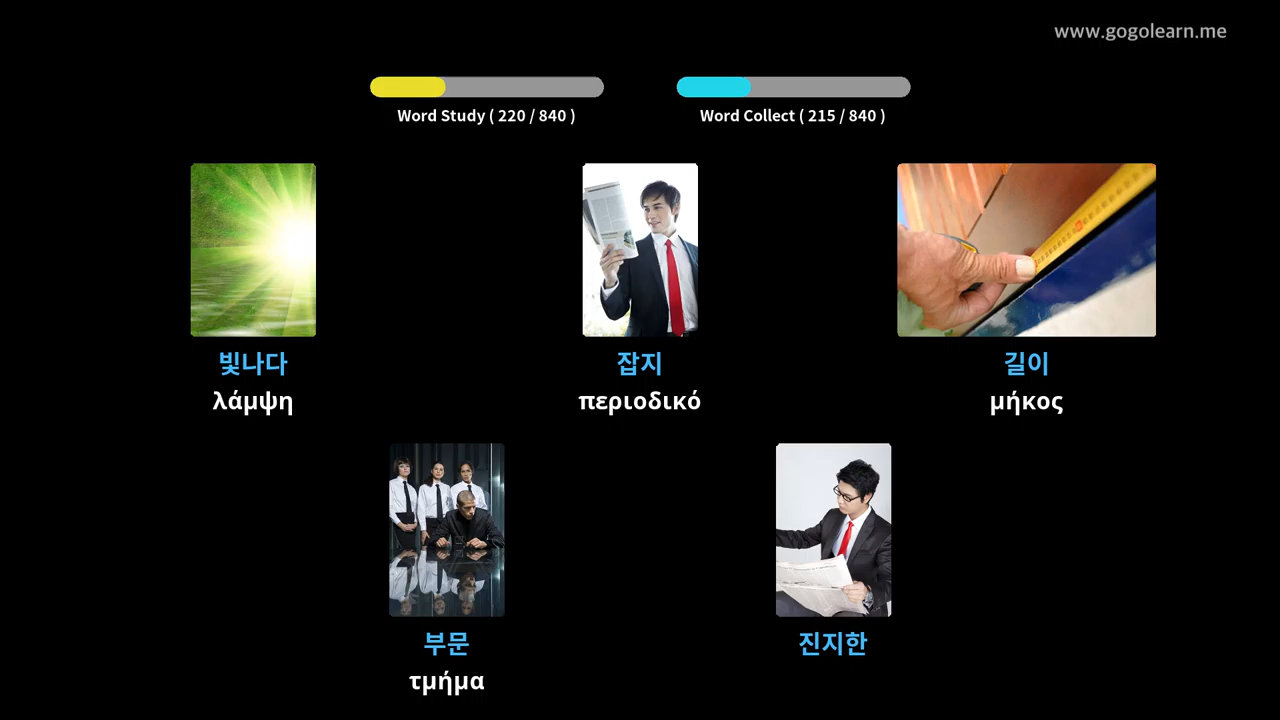 www.gogolearn.me
Word Study ( 220 / 840 )
Word Collect ( 215 / 840 )
빛나다
λάμψη
잡지
περιοδικό
길이
μήκος
부문
τμήμα
진지한